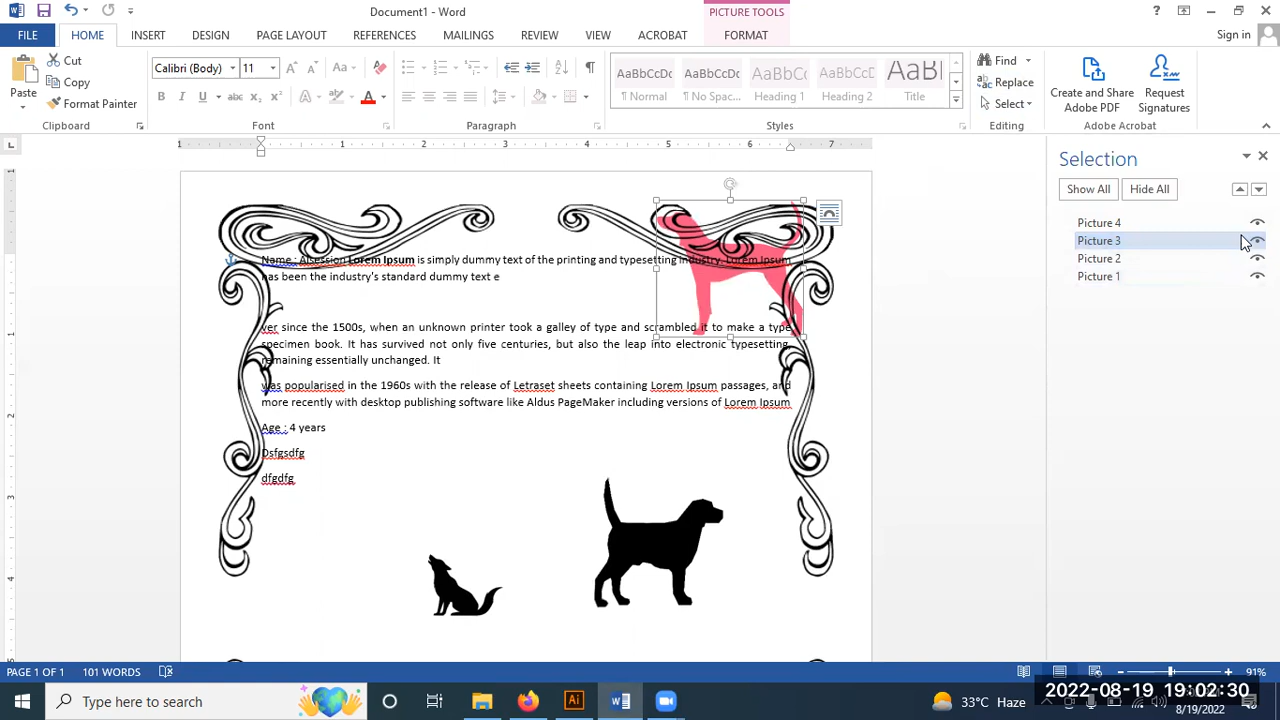 Document1 - Word
PICTURE TOOLS
?
FILE
HOME
INSERT
DESIGN
PAGE LAYOUT
REFERENCES
MAILINGS
REVIEW
VIEW
ACROBAT
FORMAT
Sign in
Paste
Cut
Copy
Format Painter
Clipboard
Calibri (Body)
11
Font
Paragraph
AaBbCcDc
¶ Normal
AaBbCcDc
¶ No Spac...
AaBbCc
Heading 1
AaBbCcD
Heading 2
AaBl
Title
Styles
Find
Replace
Select
Editing
Create and Share
Adobe PDF
Request
Signatures
Adobe Acrobat
1 1 2 3 4 5 6 7
Selection
Show All
Hide All
Picture 4
Picture 3
Picture 2
Picture 1
Name : Alsession Lorem Ipsum is simply dummy text of the printing and typesetting industry. Lorem Ipsum
has been the industry's standard dummy text e
ver since the 1500s, when an unknown printer took a galley of type and scrambled it to make a type
specimen book. It has survived not only five centuries, but also the leap into electronic typesetting,
remaining essentially unchanged. It
was popularised in the 1960s with the release of Letraset sheets containing Lorem Ipsum passages, and
more recently with desktop publishing software like Aldus PageMaker including versions of Lorem Ipsum
Age : 4 years
Dsfgsdfg
dfgdfg
PAGE 1 OF 1
101 WORDS
91%
Type here to search
33°C Haze
2022-08-19 19:02:30
8/19/2022